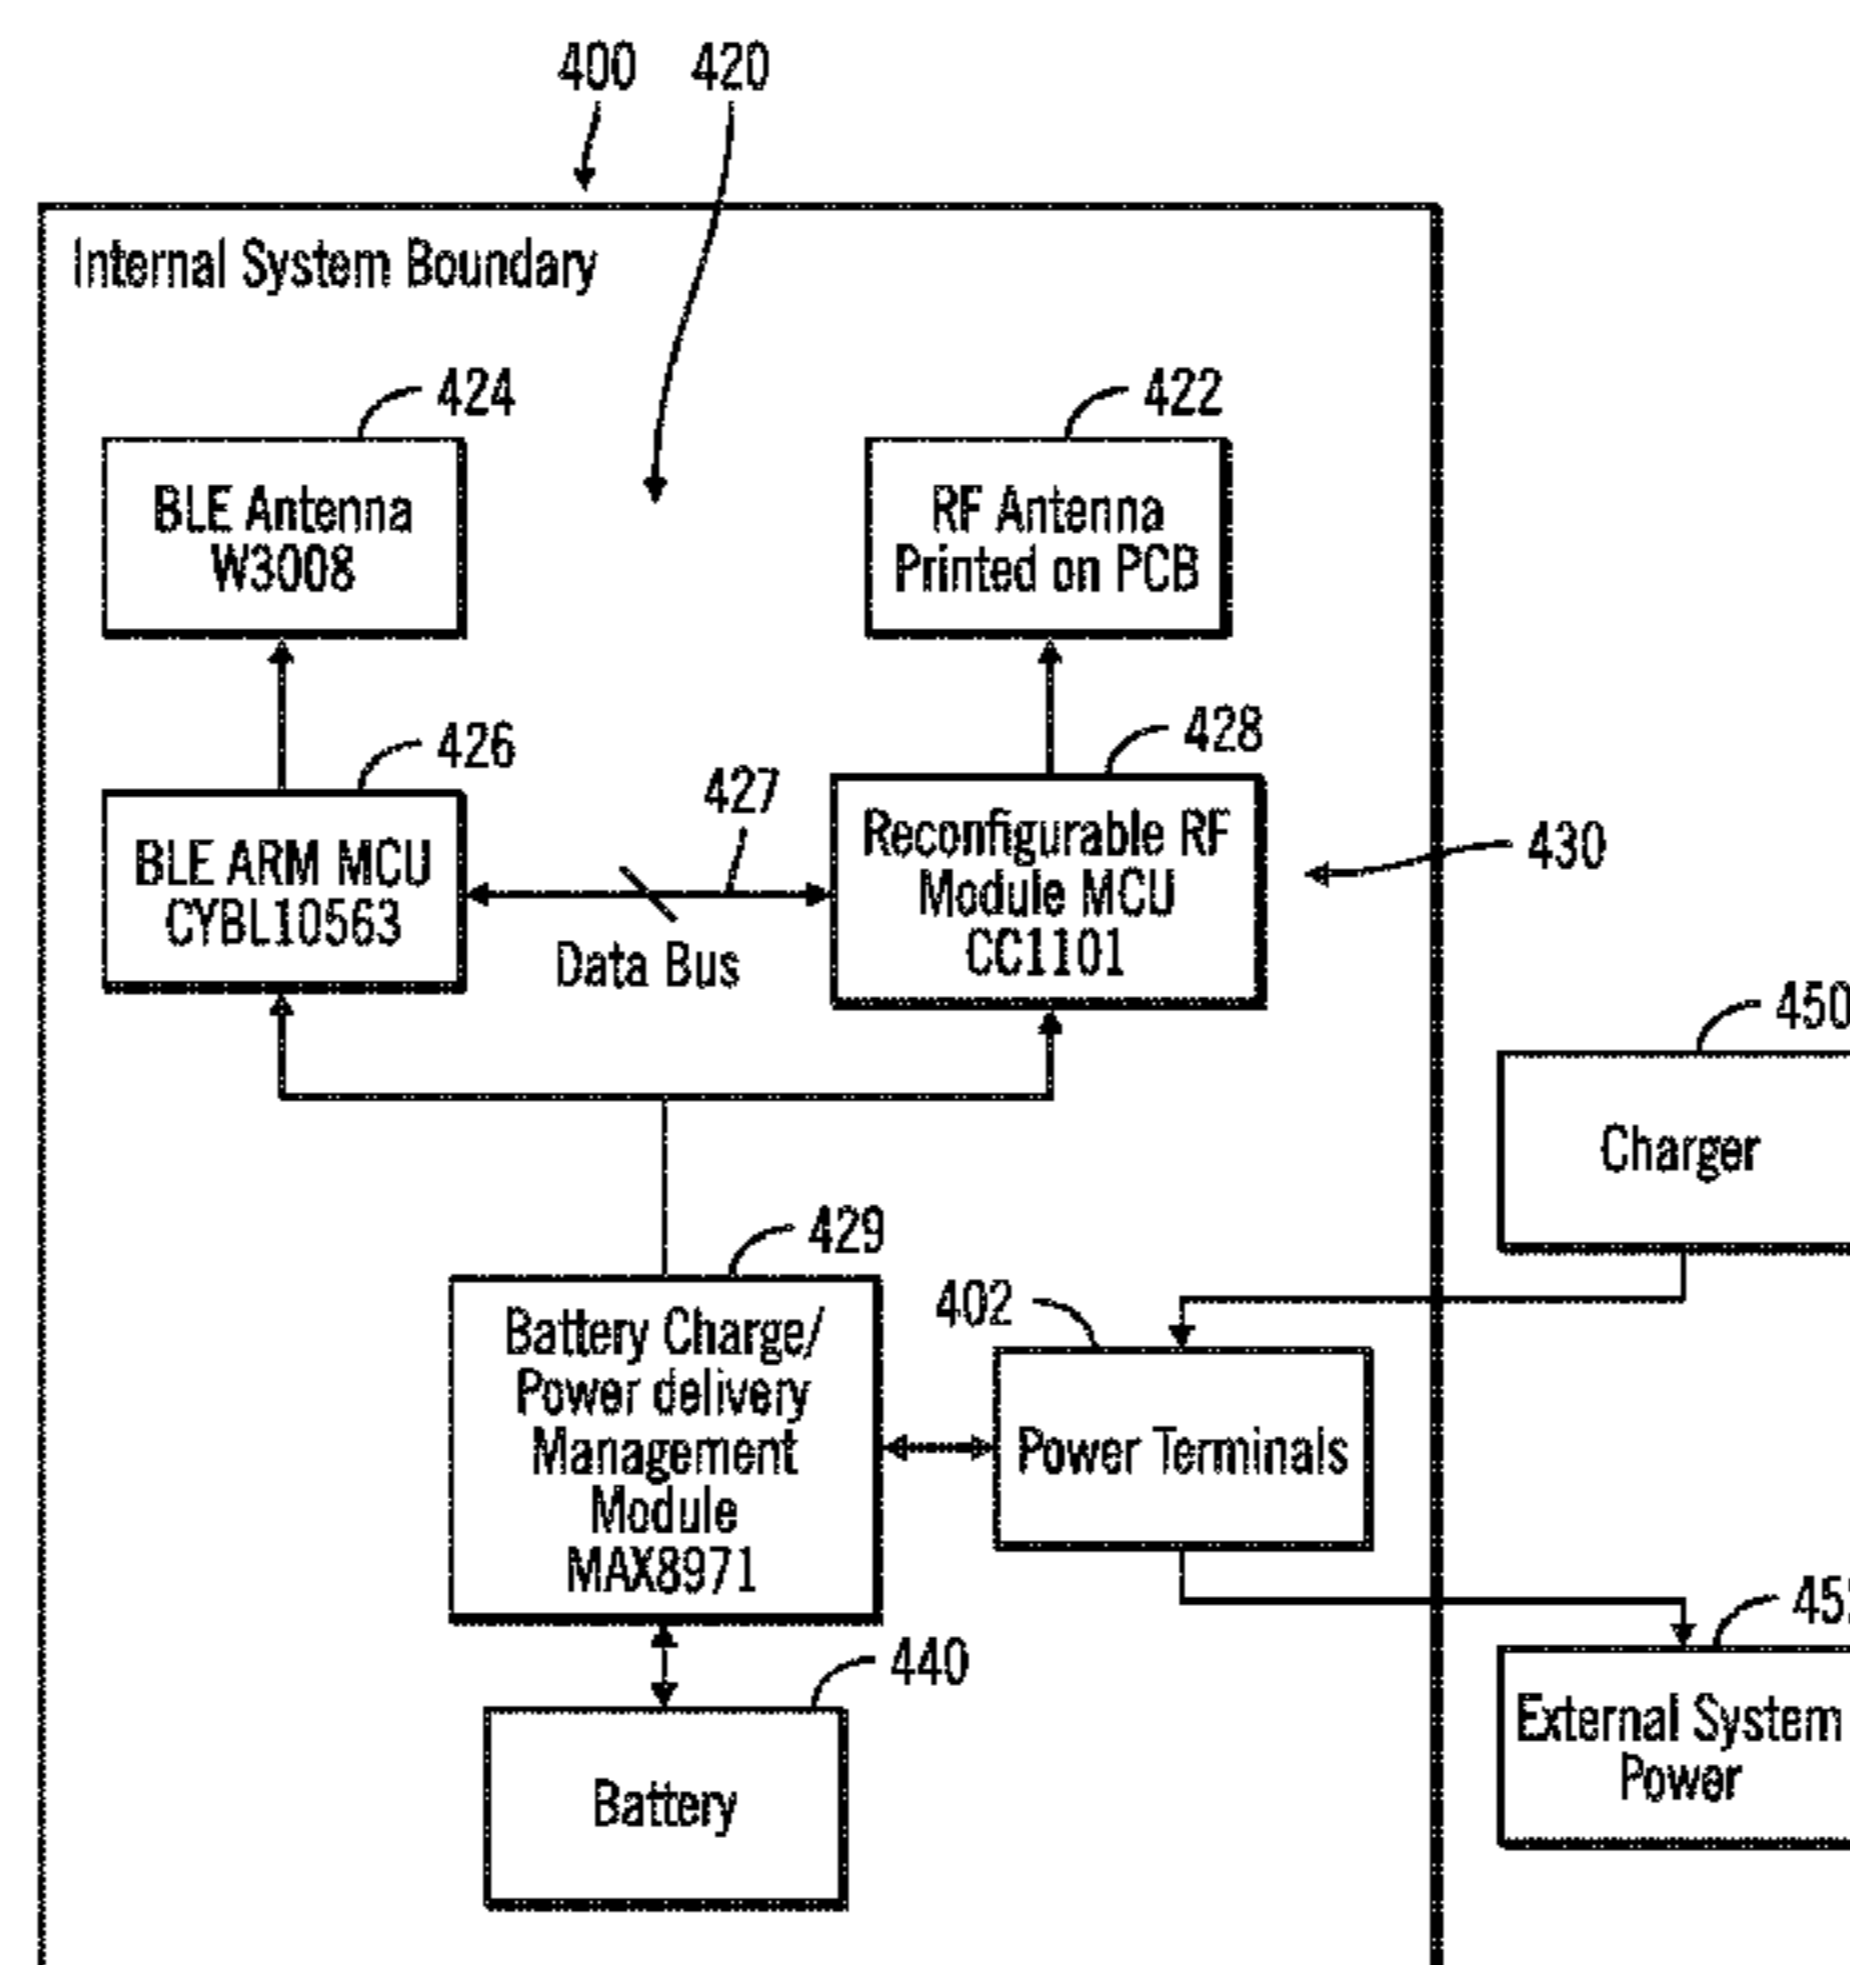 400 420
Internal System Boundary
424
422
BLE Antenna
W3008
RF Antenna
Printed on PCB
426
427
428
BLE ARM MCU
CYBL10563
Data Bus
Reconfigurable RF
Module MCU
CC1101
430
450
Charger
429
402
Battery Charge/
Power delivery
Management
Module
MAX8971
Power Terminals
440
Battery
External System
Power